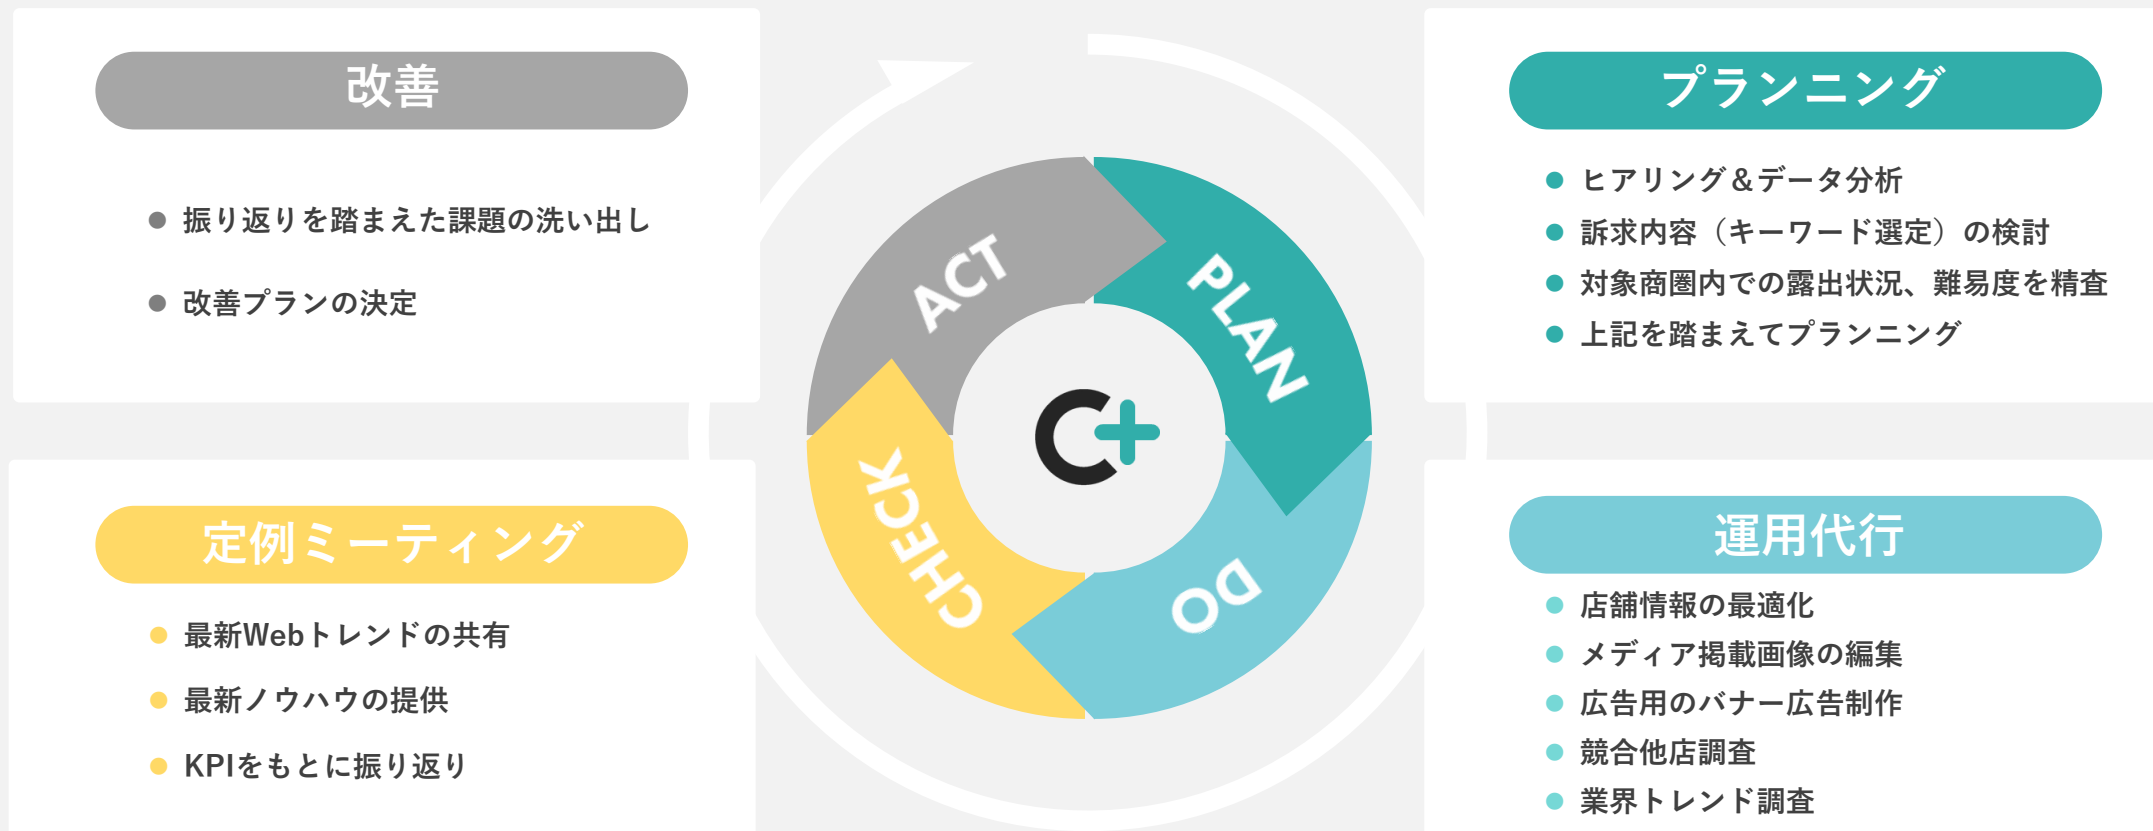 改善
振り返りを踏まえた課題の洗い出し
改善プランの決定
プランニング
ヒアリング＆データ分析
訴求内容（キーワード選定）の検討
対象商圏内での露出状況、難易度を精査
上記を踏まえてプランニング
ACT
PLAN
CHECK
DO
C+
定例ミーティング
最新Webトレンドの共有
最新ノウハウの提供
KPIをもとに振り返り
運用代行
店舗情報の最適化
メディア掲載画像の編集
広告用のバナー広告制作
競合他店調査
業界トレンド調査